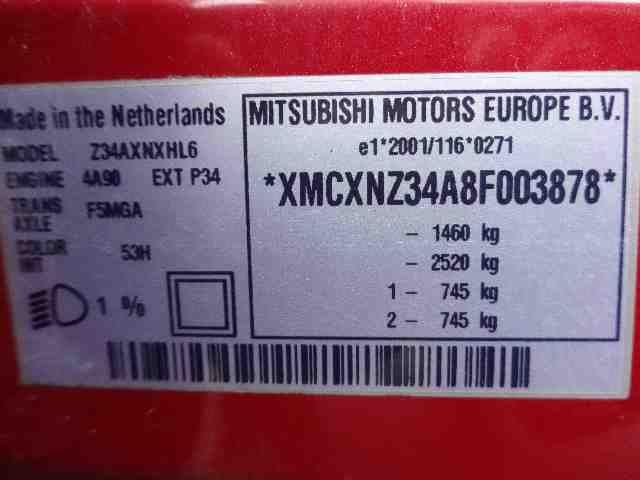 Made in the Netherlands
MODEL Z34AXNXHL6
ENGINE 4A90 EXT P34
TRANS AXLE F5MGA
COLOR INT 53H
1 %
MITSUBISHI MOTORS EUROPE B.V.
e1*2001/116*0271
*XMCXNZ34A8F003878*
- 1460 kg
- 2520 kg
1 - 745 kg
2 - 745 kg